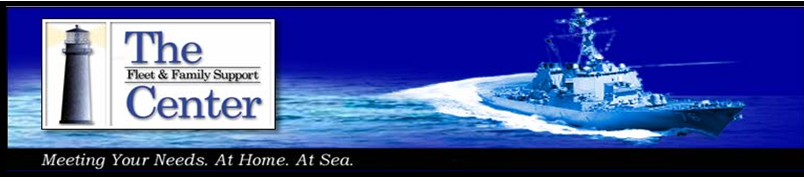 The
Fleet & Family Support
Center
Meeting Your Needs. At Home. At Sea.